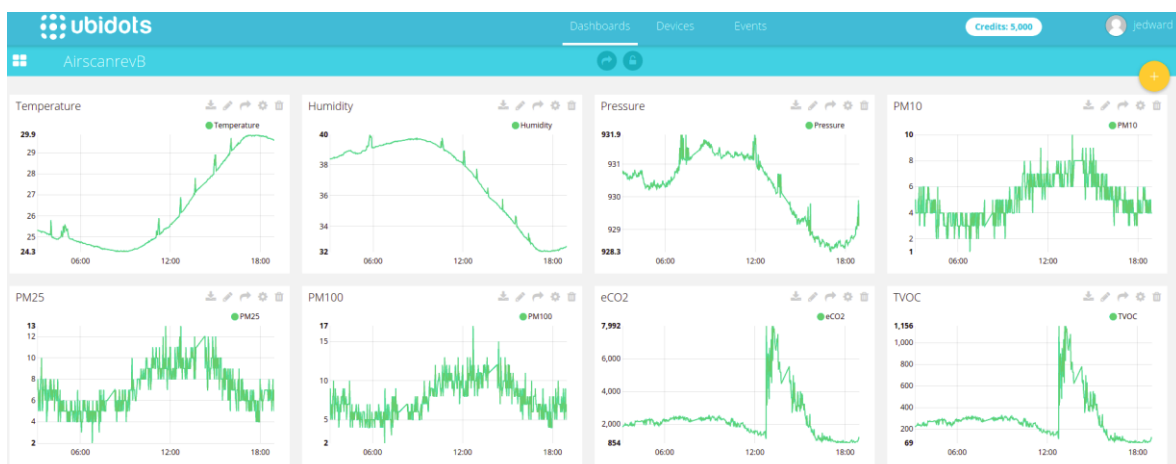 ubidots
Dashboards Devices Events
Credits: 5,000
jedward
AirscanrevB
+
Temperature
Temperature
29.9
29
28
27
26
25
24.3
06:00 12:00 18:00
Humidity
Humidity
40
38
36
34
32
06:00 12:00 18:00
Pressure
Pressure
931.9
931
930
929
928.3
06:00 12:00 18:00
PM10
PM10
10
8
6
4
2
1
06:00 12:00 18:00
PM25
PM25
13
12
10
8
6
4
2
06:00 12:00 18:00
PM100
PM100
17
15
10
5
2
06:00 12:00 18:00
eCO2
eCO2
7,992
6,000
4,000
2,000
854
06:00 12:00 18:00
TVOC
TVOC
1,156
1,000
800
600
400
200
69
06:00 12:00 18:00